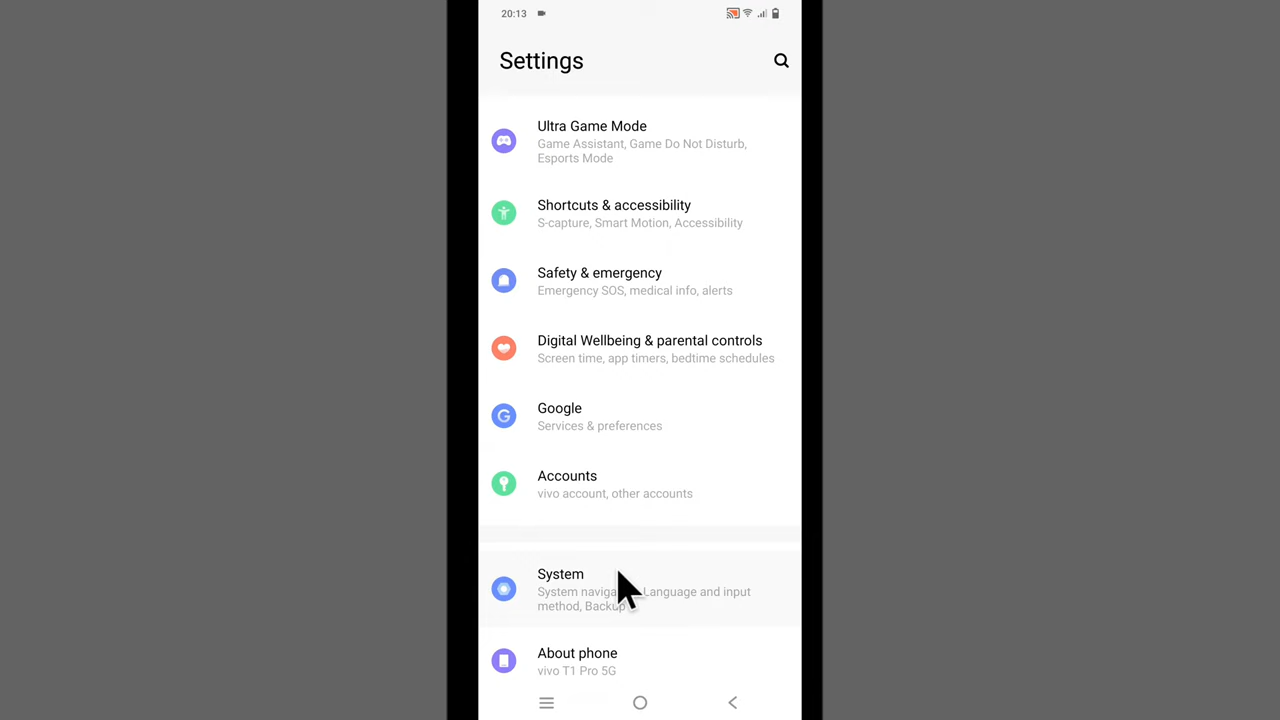 20:13
Settings
Ultra Game Mode
Game Assistant, Game Do Not Disturb,
Esports Mode
Shortcuts & accessibility
S-capture, Smart Motion, Accessibility
Safety & emergency
Emergency SOS, medical info, alerts
Digital Wellbeing & parental controls
Screen time, app timers, bedtime schedules
Google
Services & preferences
Accounts
vivo account, other accounts
System
System Language and input
method, Backup
About phone
vivo T1 Pro 5G